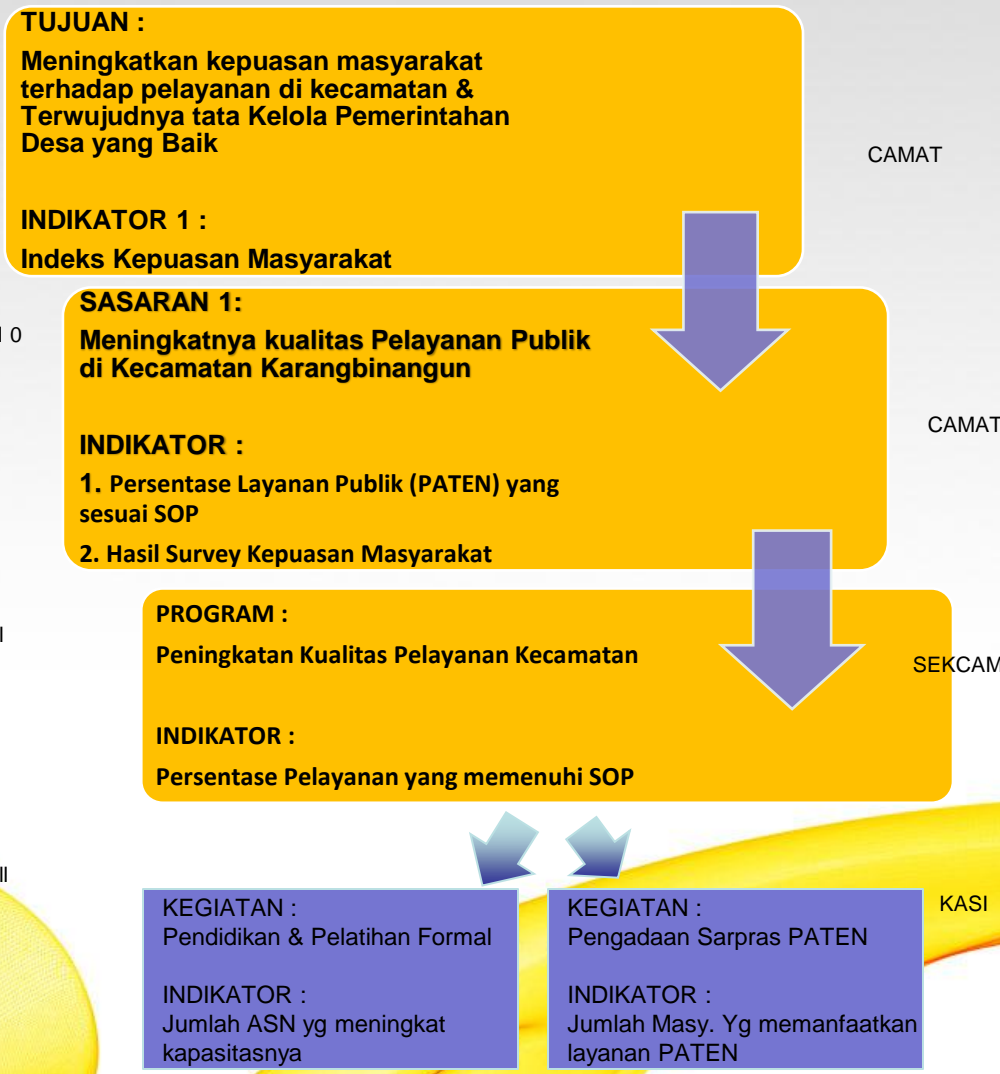 TUJUAN :
Meningkatkan kepuasan masyarakat
terhadap pelayanan di kecamatan &
Terwujudnya tata Kelola Pemerintahan
Desa yang Baik
CAMAT
INDIKATOR 1 :
Indeks Kepuasan Masyarakat
SASARAN 1:
Meningkatnya kualitas Pelayanan Publik
di Kecamatan Karangbinangun
0
CAMAT
INDIKATOR :
1. Persentase Layanan Publik (PATEN) yang
sesuai SOP
2. Hasil Survey Kepuasan Masyarakat
PROGRAM :
Peningkatan Kualitas Pelayanan Kecamatan
SEKCAM
INDIKATOR :
Persentase Pelayanan yang memenuhi SOP
KASI
KEGIATAN :
Pendidikan & Pelatihan Formal
INDIKATOR :
Jumlah ASN yg meningkat
kapasitasnya
KEGIATAN :
Pengadaan Sarpras PATEN
INDIKATOR :
Jumlah Masy. Yg memanfaatkan
layanan PATEN